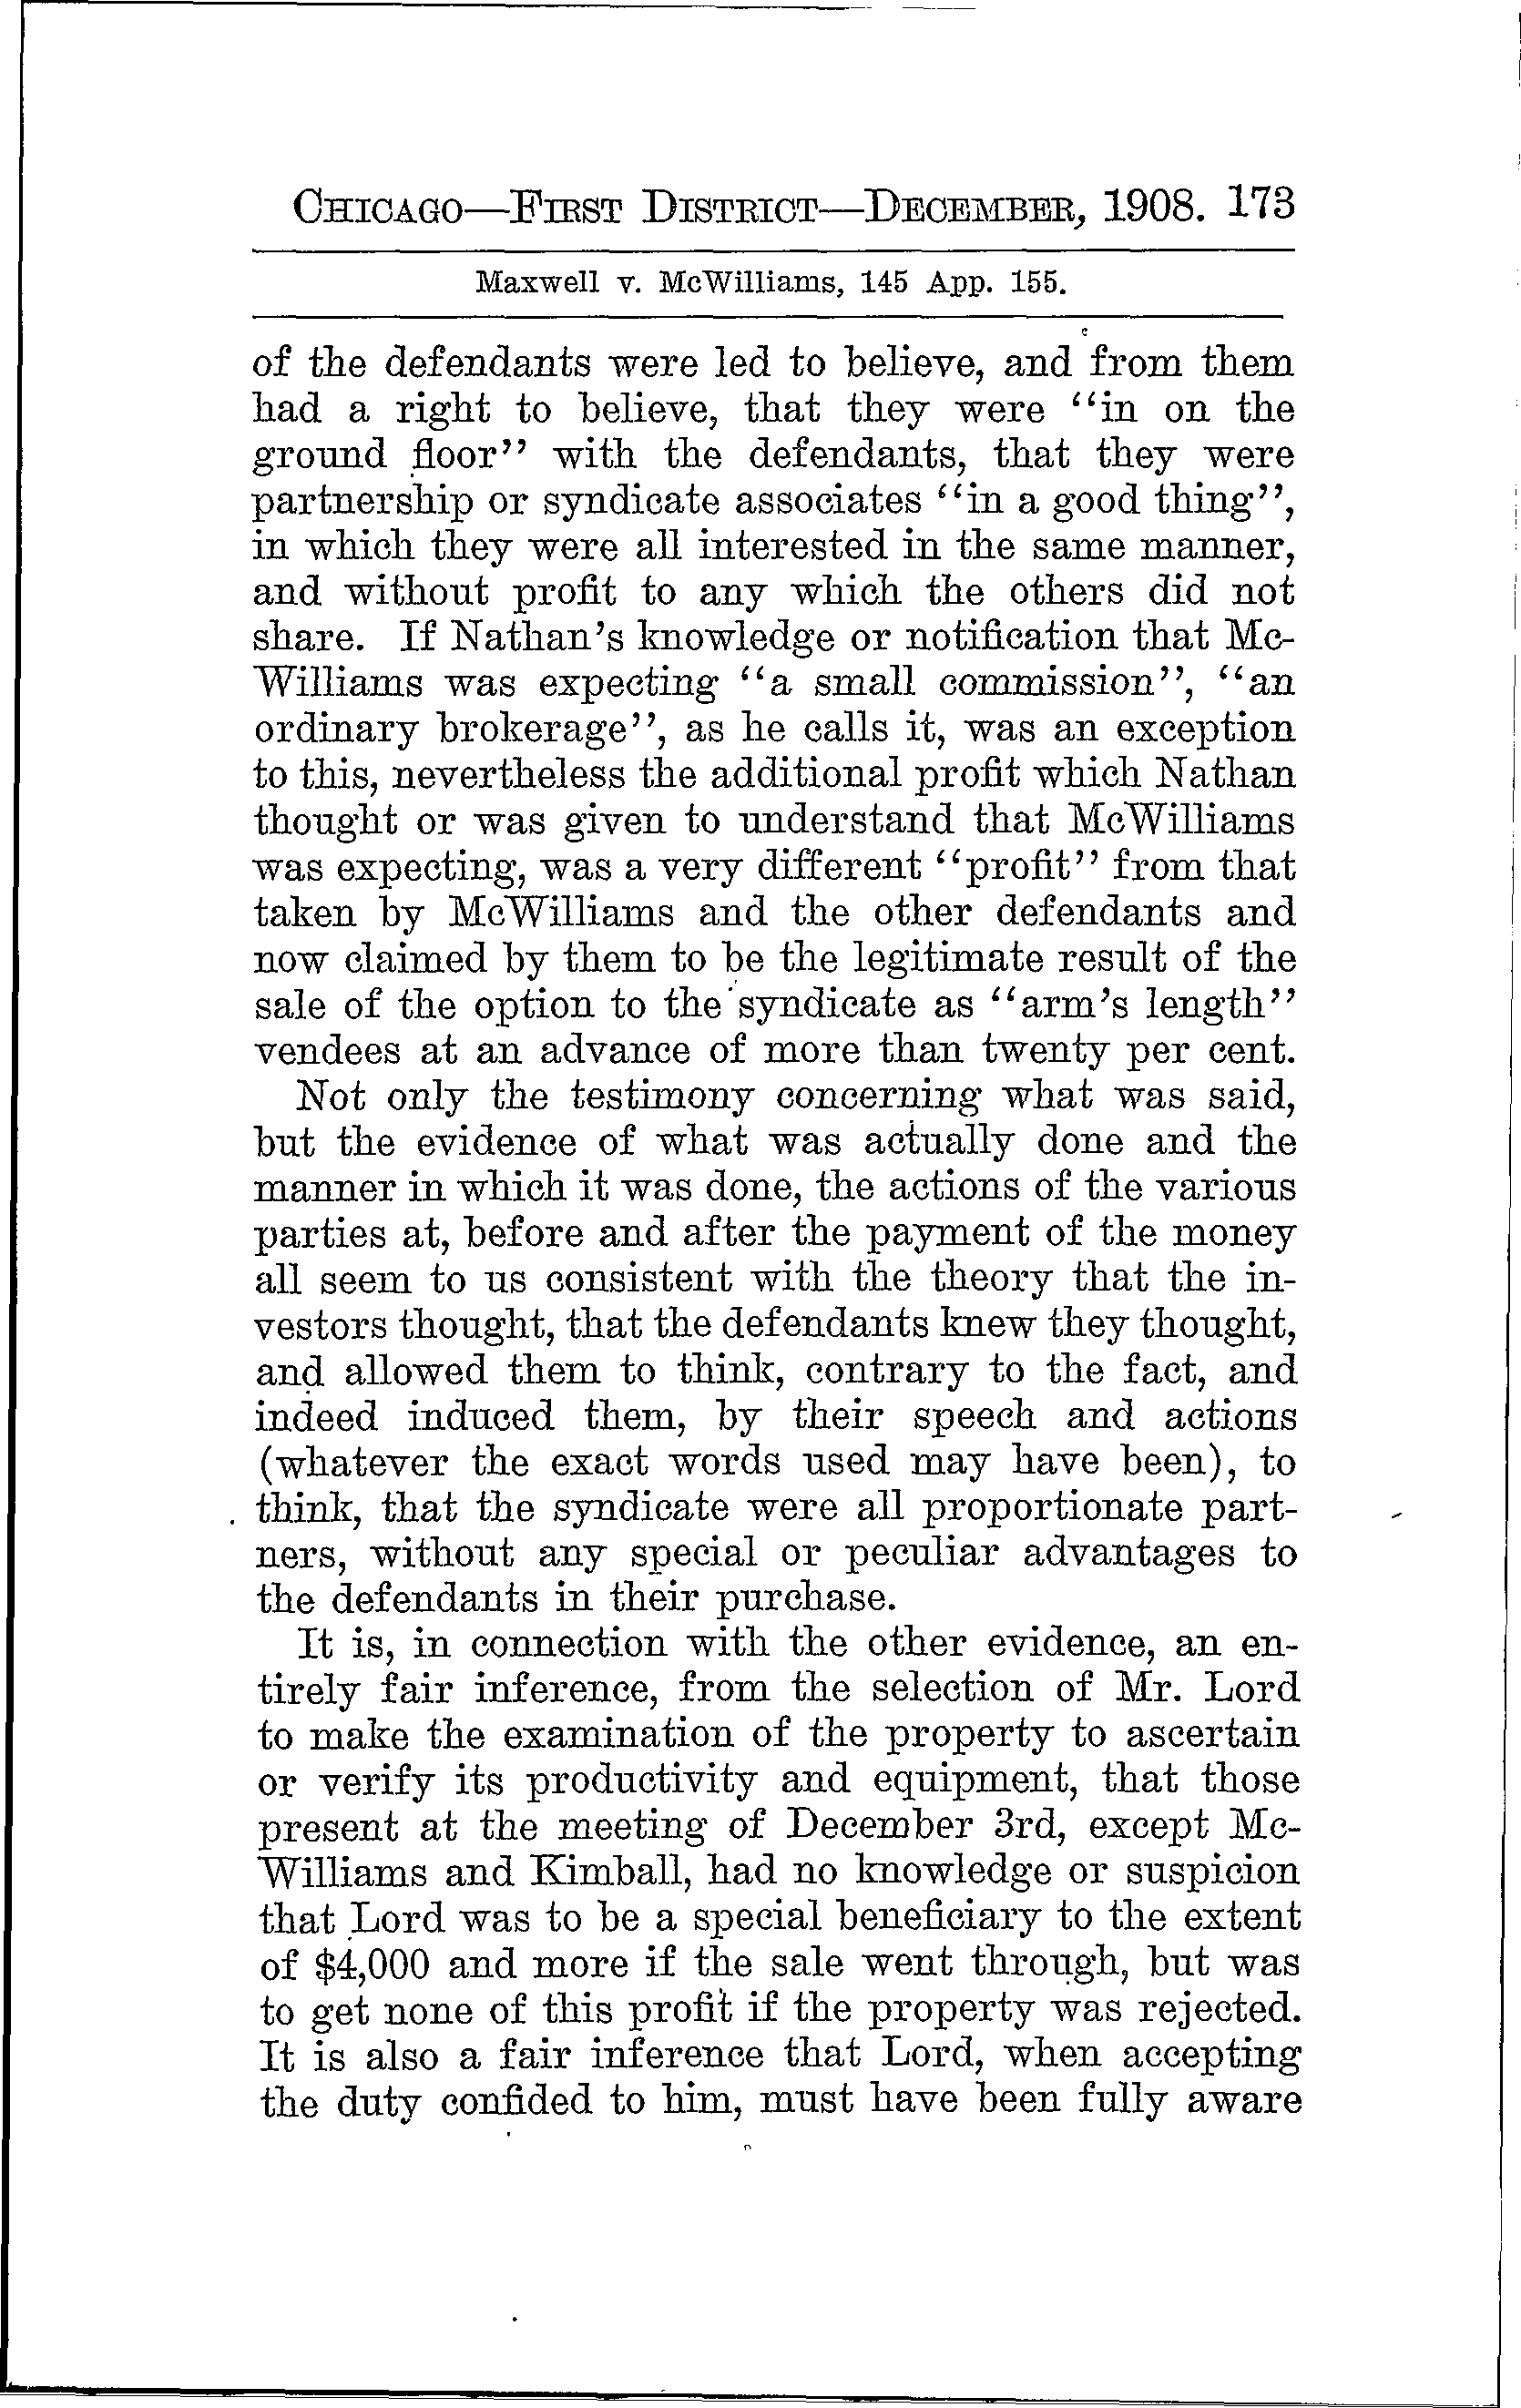 CHICAGO—FIRST DISTRICT—DECEMBER, 1908. 173
Maxwell v. McWilliams, 145 App. 155.
of the defendants were led to believe, and from them
had a right to believe, that they were "in on the
ground floor" with the defendants, that they were
partnership or syndicate associates "in a good thing",
in which they were all interested in the same manner,
and without profit to any which the others did not
share. If Nathan's knowledge or notification that Mc-
Williams was expecting "a small commission", "an
ordinary brokerage", as he calls it, was an exception
to this, nevertheless the additional profit which Nathan
thought or was given to understand that McWilliams
was expecting, was a very different "profit" from that
taken by McWilliams and the other defendants and
now claimed by them to be the legitimate result of the
sale of the option to the syndicate as "arm's length"
vendees at an advance of more than twenty per cent.
Not only the testimony concerning what was said,
but the evidence of what was actually done and the
manner in which it was done, the actions of the various
parties at, before and after the payment of the money
all seem to us consistent with the theory that the in-
vestors thought, that the defendants knew they thought,
and allowed them to think, contrary to the fact, and
indeed induced them, by their speech and actions
(whatever the exact words used may have been), to
think, that the syndicate were all proportionate part-
ners, without any special or peculiar advantages to
the defendants in their purchase.
It is, in connection with the other evidence, an en-
tirely fair inference, from the selection of Mr. Lord
to make the examination of the property to ascertain
or verify its productivity and equipment, that those
present at the meeting of December 3rd, except Mc-
Williams and Kimball, had no knowledge or suspicion
that Lord was to be a special beneficiary to the extent
of $4,000 and more if the sale went through, but was
to get none of this profit if the property was rejected.
It is also a fair inference that Lord, when accepting
the duty confided to him, must have been fully aware